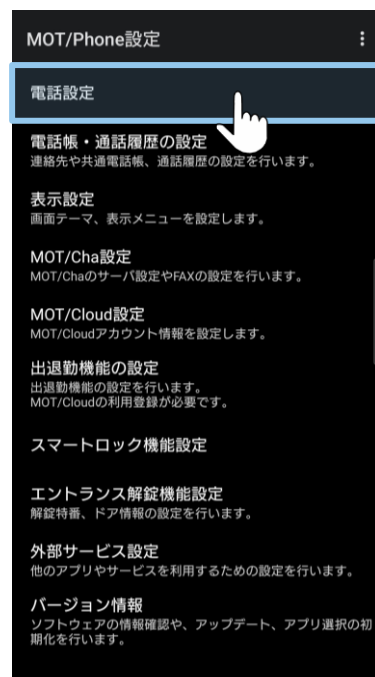 MOT/Phone設定
電話設定
電話帳・通話履歴の設定
連絡先や共通電話帳、通話履歴の設定を行います。
表示設定
画面テーマ、表示メニューを設定します。
MOT/Cha設定
MOT/Chaのサーバ設定やFAXの設定を行います。
MOT/Cloud設定
MOT/Cloudアカウント情報を設定します。
出退勤機能の設定
出退勤機能の設定を行います。
MOT/Cloudの利用登録が必要です。
スマートロック機能設定
エントランス解錠機能設定
解錠特番、ドア情報の設定を行います。
外部サービス設定
他のアプリやサービスを利用するための設定を行います。
バージョン情報
ソフトウェアの情報確認や、アップデート、アプリ選択の初
期化を行います。